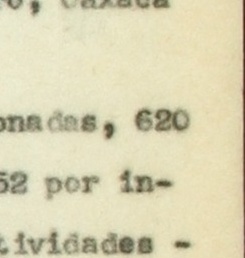 o, Oaxaca
onadas, 620
52 por in-
tividades -